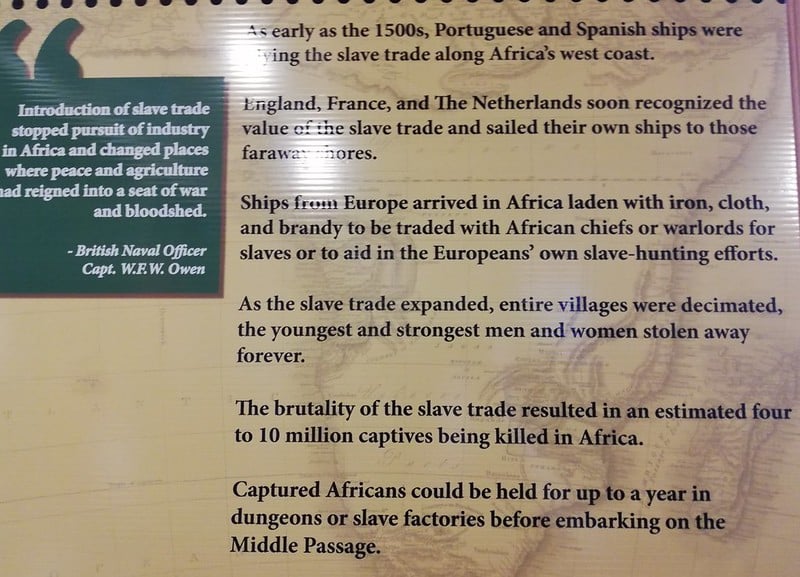 Introduction of slave trade
stopped pursuit of industry
in Africa and changed places
where peace and agriculture
had reigned into a seat of war
and bloodshed.
- British Naval Officer
Capt. W.F.W. Owen
As early as the 1500s, Portuguese and Spanish ships were
the slave trade along Africa's west coast.
England, France, and The Netherlands soon recognized the
value of the slave trade and sailed their own ships to those
faraway shores.
Ships from Europe arrived in Africa laden with iron, cloth,
and brandy to be traded with African chiefs or warlords for
slaves or to aid in the Europeans' own slave-hunting efforts.
As the slave trade expanded, entire villages were decimated,
the youngest and strongest men and women stolen away
forever.
The brutality of the slave trade resulted in an estimated four
to 10 million captives being killed in Africa.
Captured Africans could be held for up to a year in
dungeons or slave factories before embarking on the
Middle Passage.